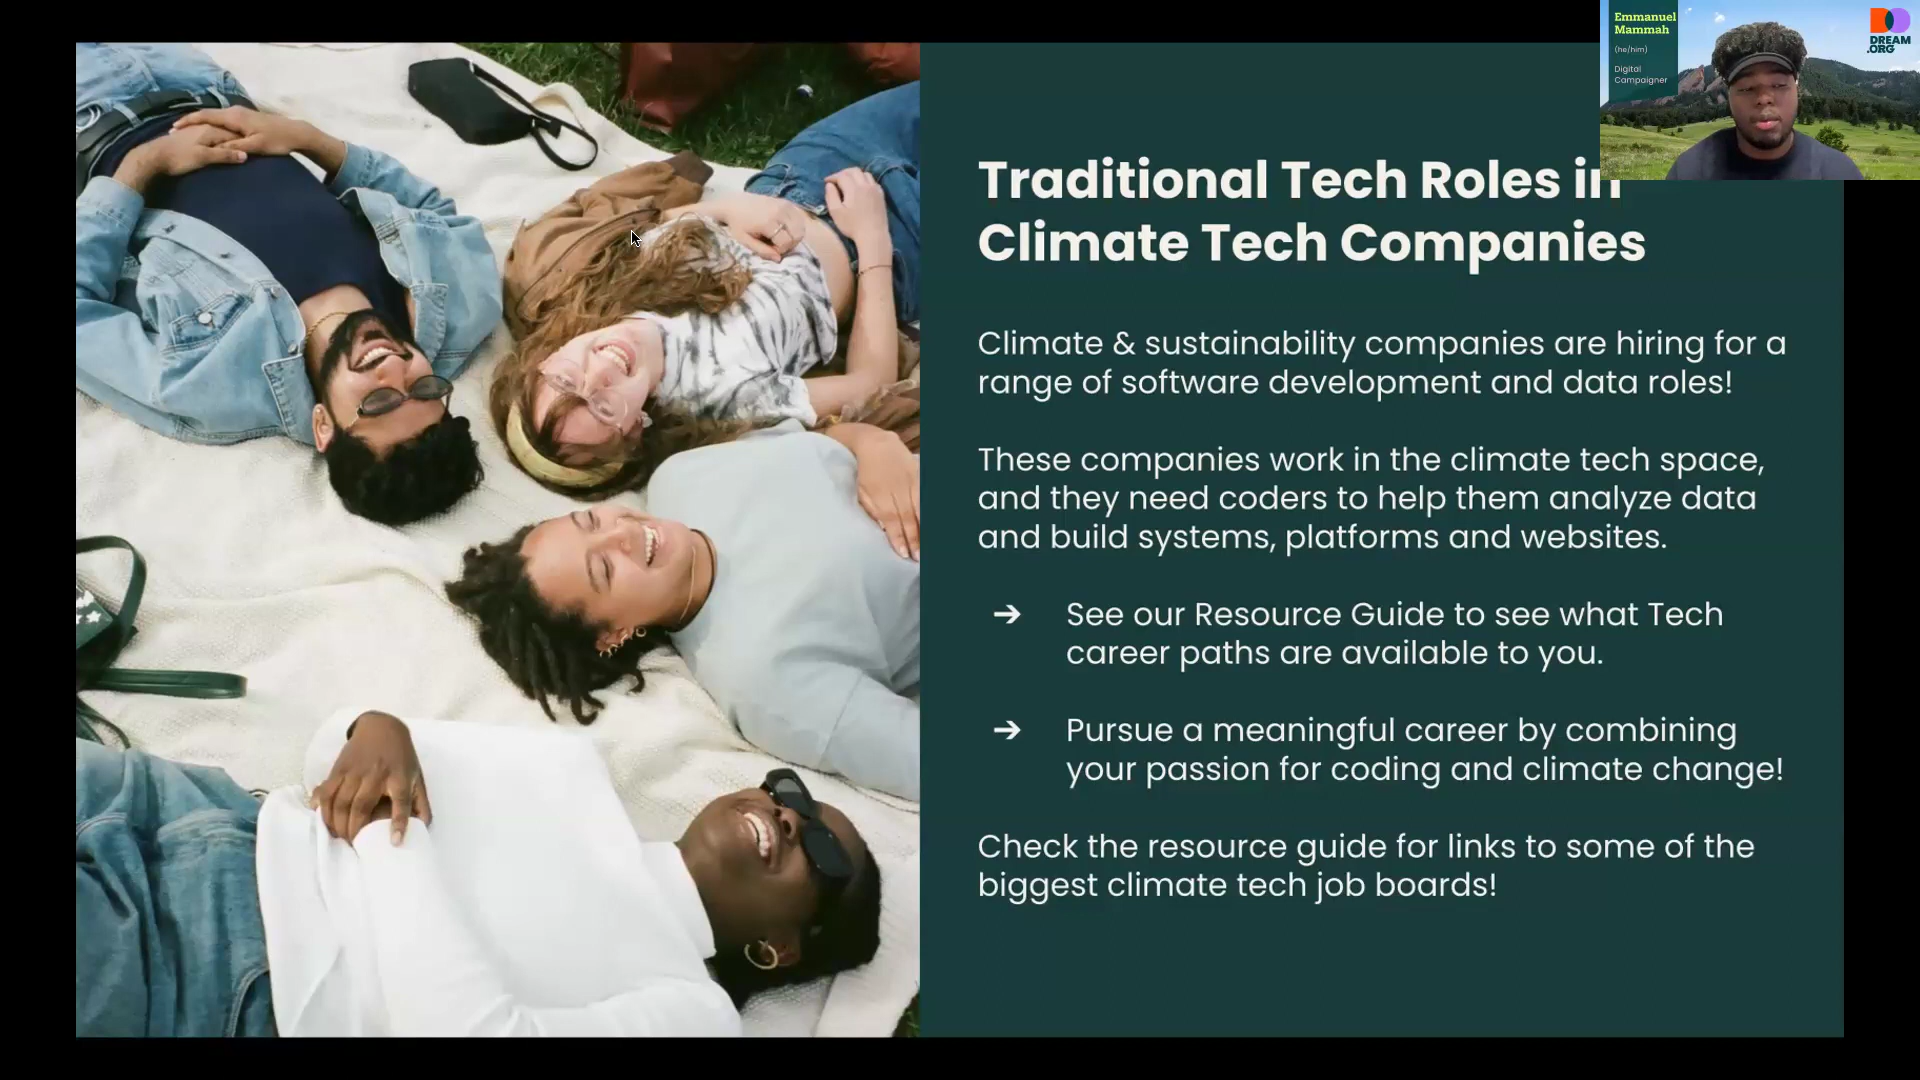 Emmanuel
Mammah
(he/him)
Digital
Campaigner
DREAM
.ORG
Traditional Tech Roles in
Climate Tech Companies
Climate & sustainability companies are hiring for a
range of software development and data roles!
These companies work in the climate tech space,
and they need coders to help them analyze data
and build systems, platforms and websites.
➔ See our Resource Guide to see what Tech
career paths are available to you.
➔ Pursue a meaningful career by combining
your passion for coding and climate change!
Check the resource guide for links to some of the
biggest climate tech job boards!